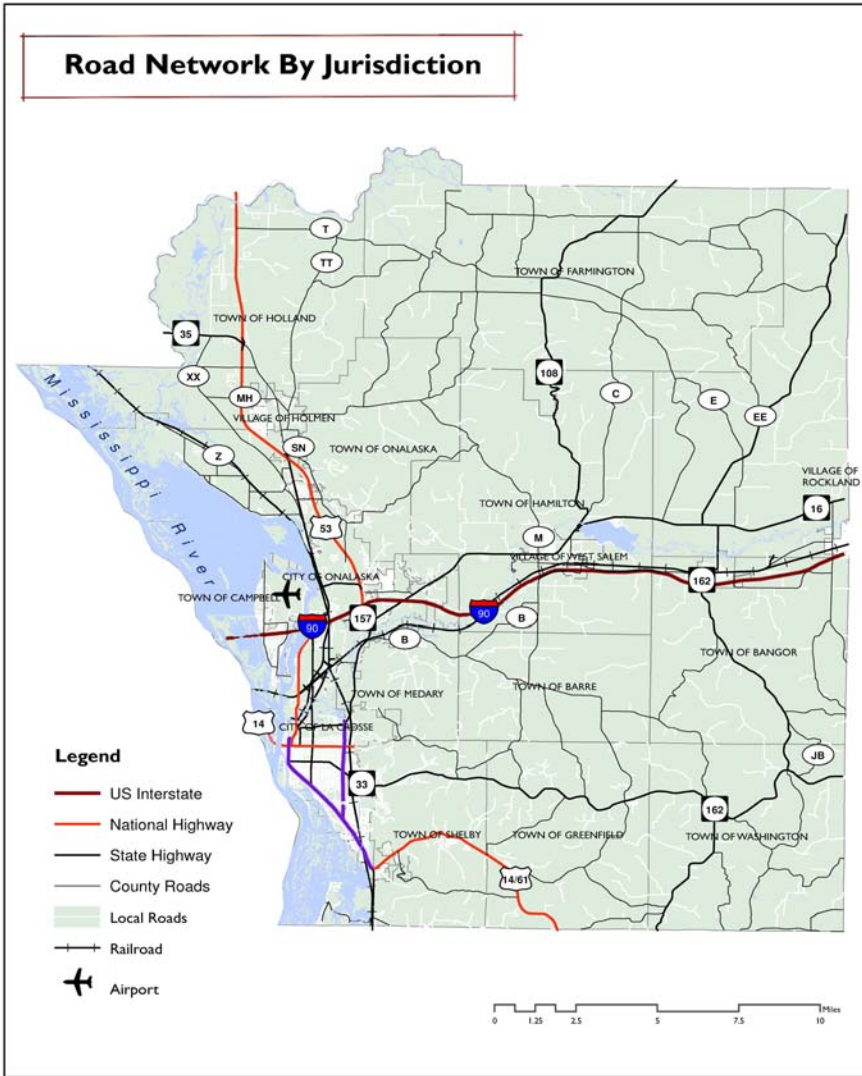 Road Network By Jurisdiction
T
TT
TOWN OF FARMINGTON
TOWN OF HOLLAND
35
XX
MH
108
C
E
EE
VILLAGE OF HOLMEN
SN
TOWN OF ONALASKA
Z
Mississippi River
VILLAGE OF
ROCKLAND
TOWN OF HAMILTON
16
53
M
VILLAGE OF WEST SALEM
CITY OF ONALASKA
162
TOWN OF CAMPBELL
90
157
90
B
B
TOWN OF BANGOR
TOWN OF MEDARY
TOWN OF BARRE
14
CITY OF LA CROSSE
JB
33
162
TOWN OF SHELBY
TOWN OF GREENFIELD
TOWN OF WASHINGTON
14/61
Legend
US Interstate
National Highway
State Highway
County Roads
Local Roads
Railroad
Airport
Miles
0 1.25 2.5 5 7.5 10